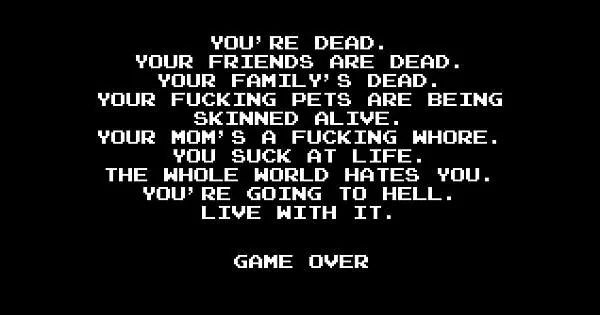 YOU'RE DEAD.
YOUR FRIENDS ARE DEAD.
YOUR FAMILY'S DEAD.
YOUR FUCKING PETS ARE BEING
SKINNED ALIVE.
YOUR MOM'S A FUCKING WHORE.
YOU SUCK AT LIFE.
THE WHOLE WORLD HATES YOU.
YOU'RE GOING TO HELL.
LIVE WITH IT.
GAME OVER